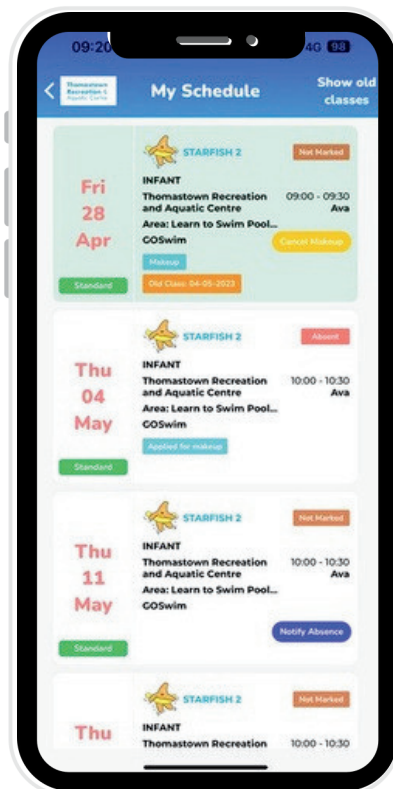 09:20
4G 98
Thomastown
Recreation &
Aquatic Centre
My Schedule
Show old
classes
STARFISH 2
Not Marked
Fri
28
Apr
Standard
INFANT
Thomastown Recreation
and Aquatic Centre
09:00 - 09:30
Ava
Area: Learn to Swim Pool...
GOSwim
Cancel Makeup
Makeup
Old Class: 04-05-2023
STARFISH 2
Absent
Thu
04
May
Standard
INFANT
Thomastown Recreation
and Aquatic Centre
10:00 - 10:30
Ava
Area: Learn to Swim Pool...
GOSwim
Applied for makeup
STARFISH 2
Not Marked
Thu
11
May
Standard
INFANT
Thomastown Recreation
and Aquatic Centre
10:00 - 10:30
Ava
Area: Learn to Swim Pool...
GOSwim
Notify Absence
STARFISH 2
Not Marked
Thu
INFANT
Thomastown Recreation
10:00 - 10:30